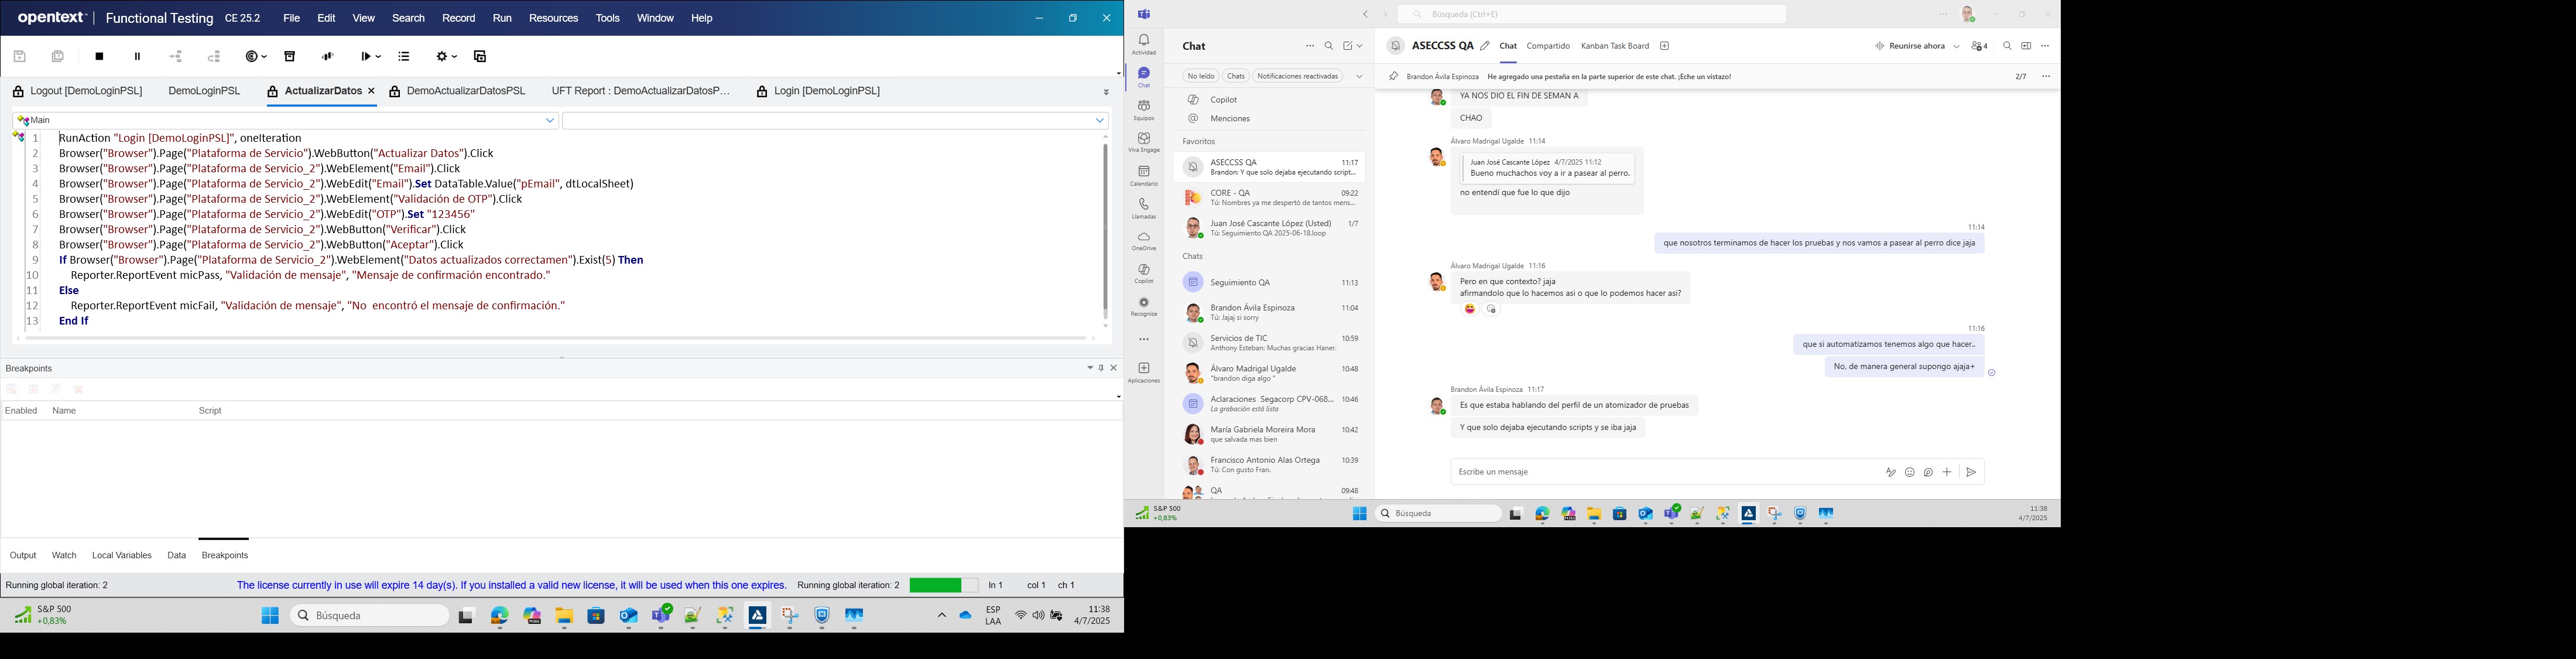 opentext | Functional Testing CE 25.2 File Edit View Search Record Run Resources Tools Window Help
Logout [DemoLoginPSL] DemoLoginPSL ActualizarDatos DemoActualizarDatosPSL UFT Report : DemoActualizarDatosP... Login [DemoLoginPSL]
Main
1 RunAction "Login [DemoLoginPSL]", oneIteration
2 Browser("Browser").Page("Plataforma de Servicio").WebButton("Actualizar Datos").Click
3 Browser("Browser").Page("Plataforma de Servicio_2").WebElement("Email").Click
4 Browser("Browser").Page("Plataforma de Servicio_2").WebEdit("Email").Set DataTable.Value("pEmail", dtLocalSheet)
5 Browser("Browser").Page("Plataforma de Servicio_2").WebElement("Validación de OTP").Click
6 Browser("Browser").Page("Plataforma de Servicio_2").WebEdit("OTP").Set "123456"
7 Browser("Browser").Page("Plataforma de Servicio_2").WebButton("Verificar").Click
8 Browser("Browser").Page("Plataforma de Servicio_2").WebButton("Aceptar").Click
9 If Browser("Browser").Page("Plataforma de Servicio_2").WebElement("Datos actualizados correctamen").Exist(5) Then
10 Reporter.ReportEvent micPass, "Validación de mensaje", "Mensaje de confirmación encontrado."
11 Else
12 Reporter.ReportEvent micFail, "Validación de mensaje", "No  encontró el mensaje de confirmación."
13 End If
Breakpoints
Enabled Name Script
Output Watch Local Variables Data Breakpoints
Running global iteration: 2 The license currently in use will expire 14 day(s). If you installed a valid new license, it will be used when this one expires. Running global iteration: 2 ln 1 col 1 ch 1
S&P 500
+0,83%
Búsqueda
ESP
LAA
11:38
4/7/2025
Búsqueda (Ctrl+E)
Actividad
Chat
Equipos
Viva Engage
Calendario
Llamadas
OneDrive
Copilot
Recognize
Aplicaciones
Chat
No leído Chats Notificaciones reactivadas
Copilot
Menciones
Favoritos
ASECCSS QA 11:17
Brandon: Y que solo dejaba ejecutando script...
CORE - QA 09:22
Tú: Nombres ya me despertó de tantos mens...
Juan José Cascante López (Usted) 1/7
Tú: Seguimiento QA 2025-06-18.loop
Chats
Seguimiento QA 11:13
Brandon Ávila Espinoza 11:04
Tú: Jajaj si sorry
Servicios de TIC 10:59
Anthony Esteban: Muchas gracias Haner.
Álvaro Madrigal Ugalde 10:48
"brandon diga algo "
Aclaraciones  Segacorp CPV-068... 10:46
La grabación está lista
María Gabriela Moreira Mora 10:42
que salvada mas bien
Francisco Antonio Alas Ortega 10:39
Tú: Con gusto Fran.
QA 09:48
ASECCSS QA Chat Compartido Kanban Task Board Reunirse ahora 4
Brandon Ávila Espinoza He agregado una pestaña en la parte superior de este chat. ¡Eche un vistazo! 2/7
YA NOS DIO EL FIN DE SEMAN A
CHAO
Álvaro Madrigal Ugalde 11:14
Juan José Cascante López 4/7/2025 11:12
Bueno muchachos voy a ir a pasear al perro.
no entendí que fue lo que dijo
11:14
que nosotros terminamos de hacer los pruebas y nos vamos a pasear al perro dice jaja
Álvaro Madrigal Ugalde 11:16
Pero en que contexto? jaja
afirmandolo que lo hacemos asi o que lo podemos hacer asi?
11:16
que si automatizamos tenemos algo que hacer..
No, de manera general supongo ajaja+
Brandon Ávila Espinoza 11:17
Es que estaba hablando del perfil de un atomizador de pruebas
Y que solo dejaba ejecutando scripts y se iba jaja
Escribe un mensaje
S&P 500
+0,83%
Búsqueda
11:38
4/7/2025